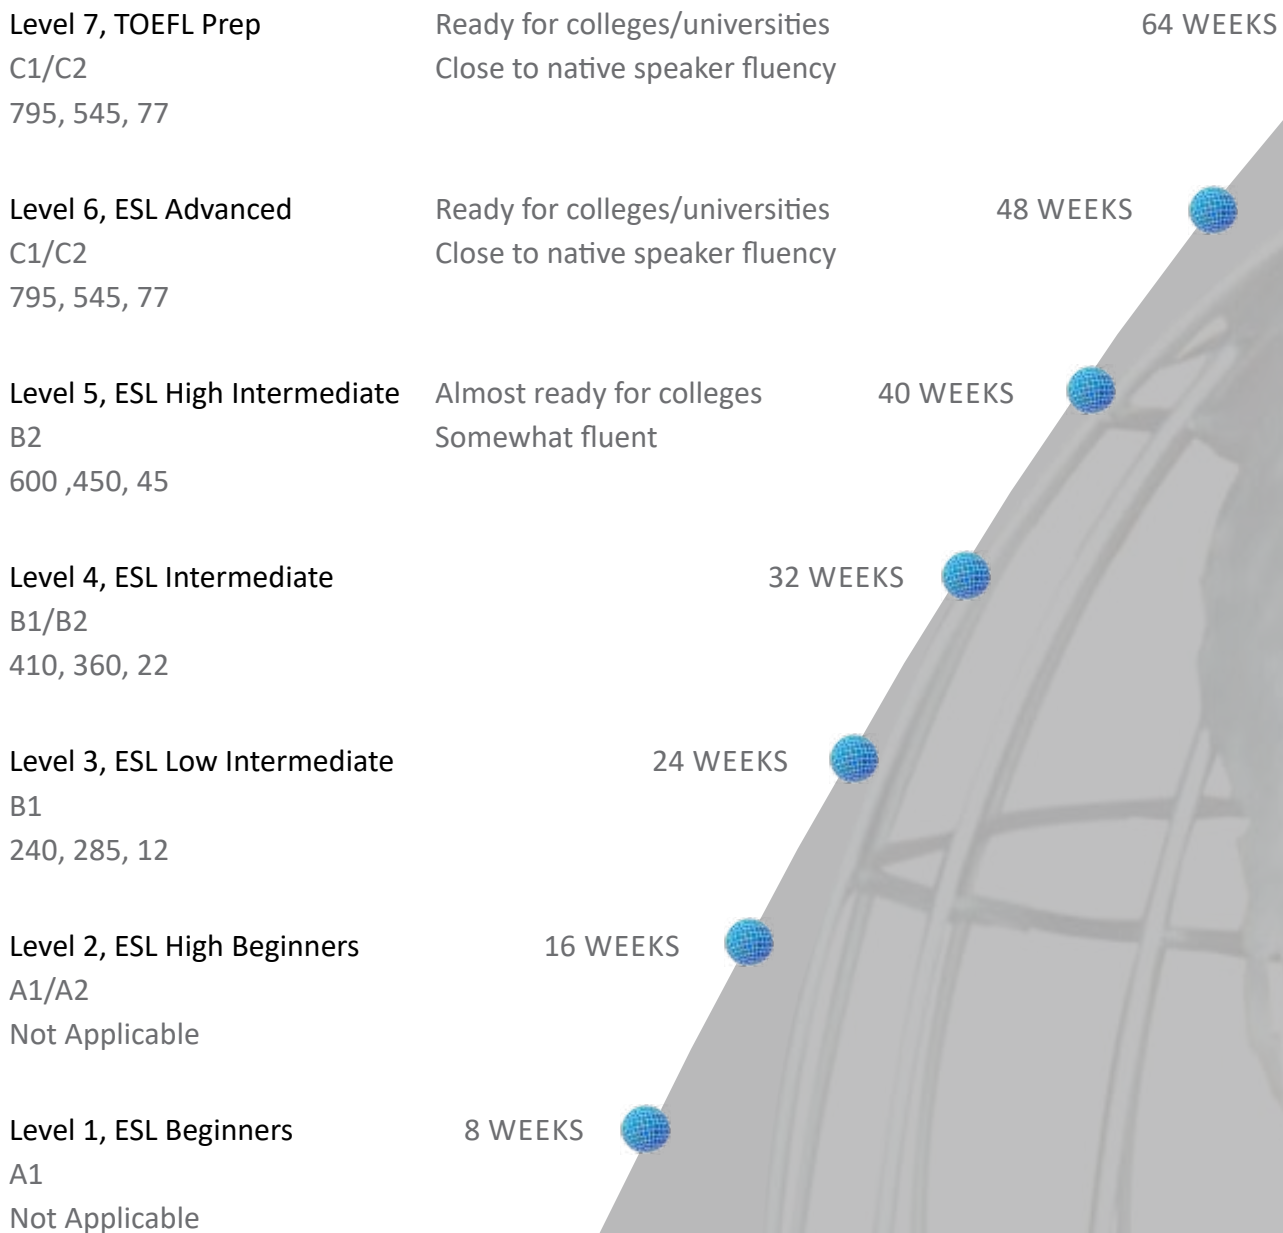 Level 7, TOEFL Prep Ready for colleges/universities 64 WEEKS
C1/C2 Close to native speaker fluency
795, 545, 77
Level 6, ESL Advanced Ready for colleges/universities 48 WEEKS
C1/C2 Close to native speaker fluency
795, 545, 77
Level 5, ESL High Intermediate Almost ready for colleges 40 WEEKS
B2 Somewhat fluent
600 ,450, 45
Level 4, ESL Intermediate 32 WEEKS
B1/B2
410, 360, 22
Level 3, ESL Low Intermediate 24 WEEKS
B1
240, 285, 12
Level 2, ESL High Beginners 16 WEEKS
A1/A2
Not Applicable
Level 1, ESL Beginners 8 WEEKS
A1
Not Applicable